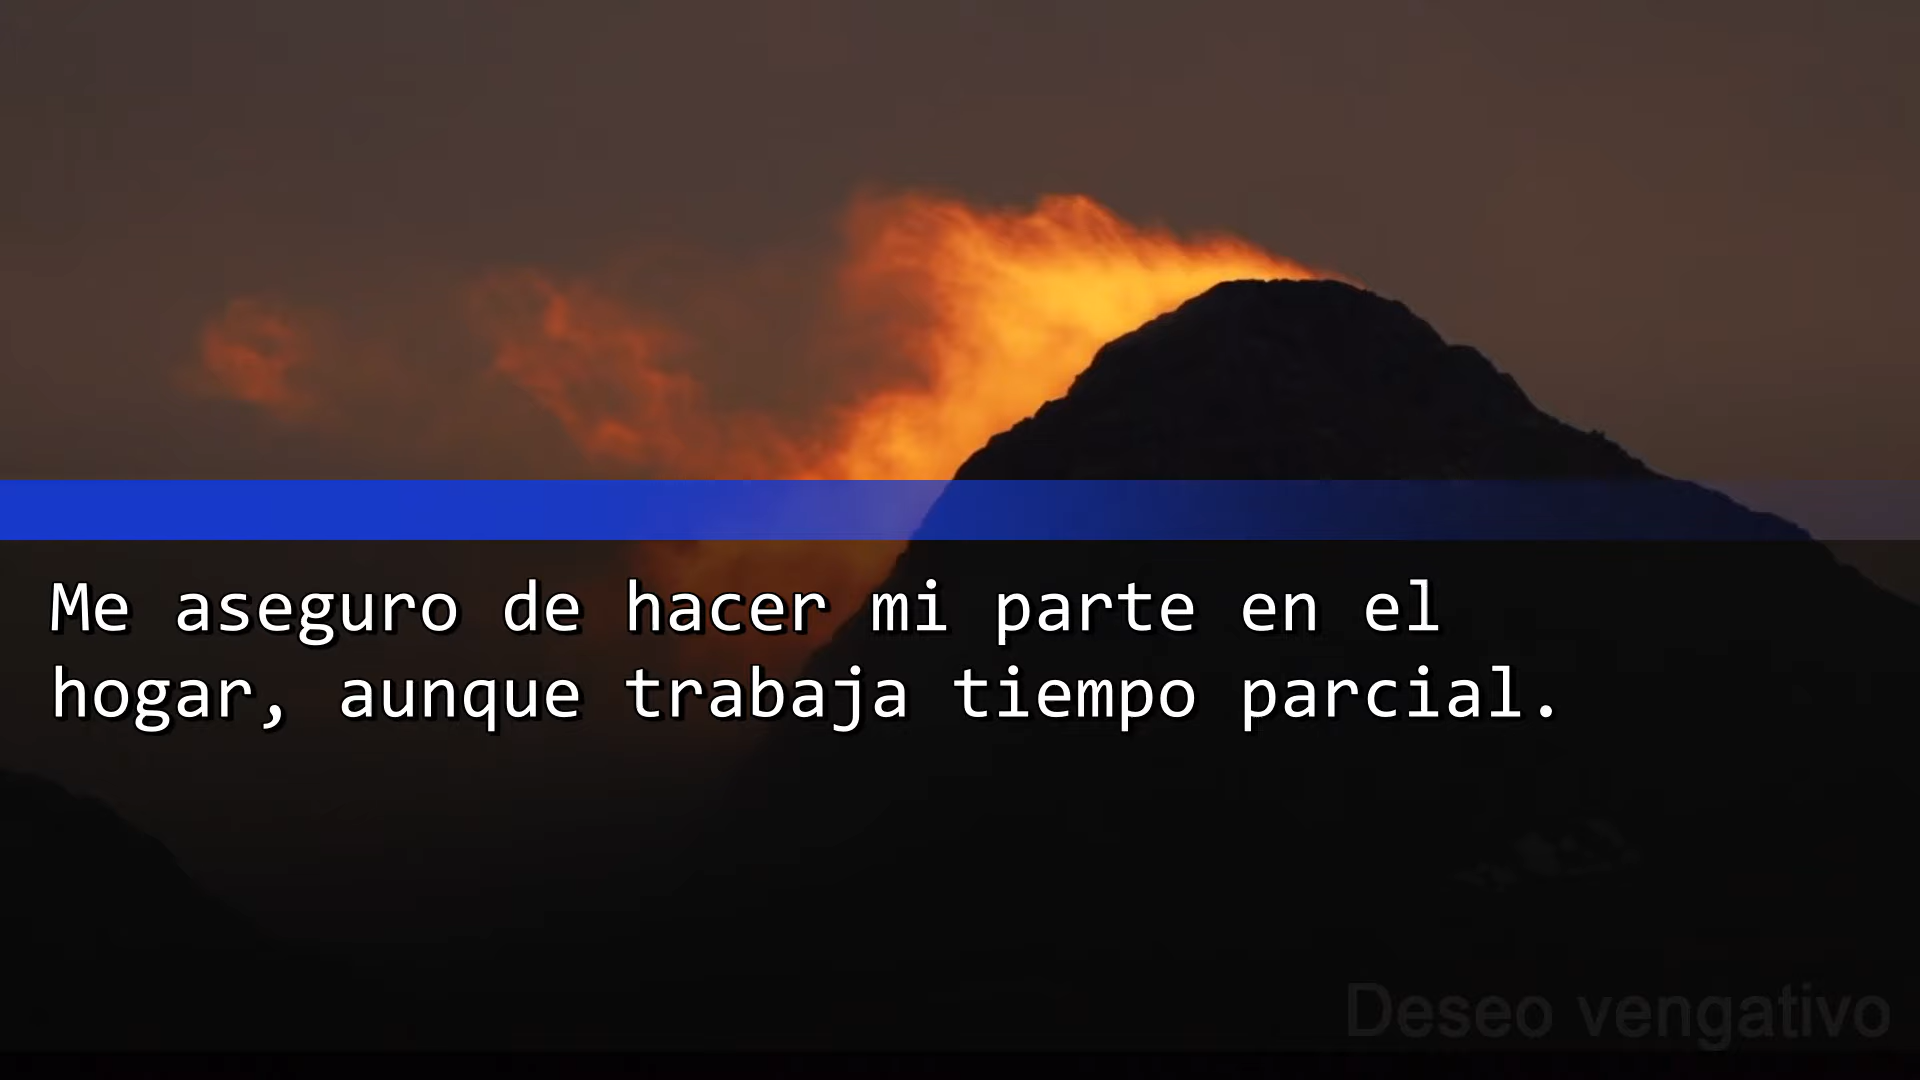 Me aseguro de hacer mi parte en el
hogar, aunque trabaja tiempo parcial.
Deseo vengativo